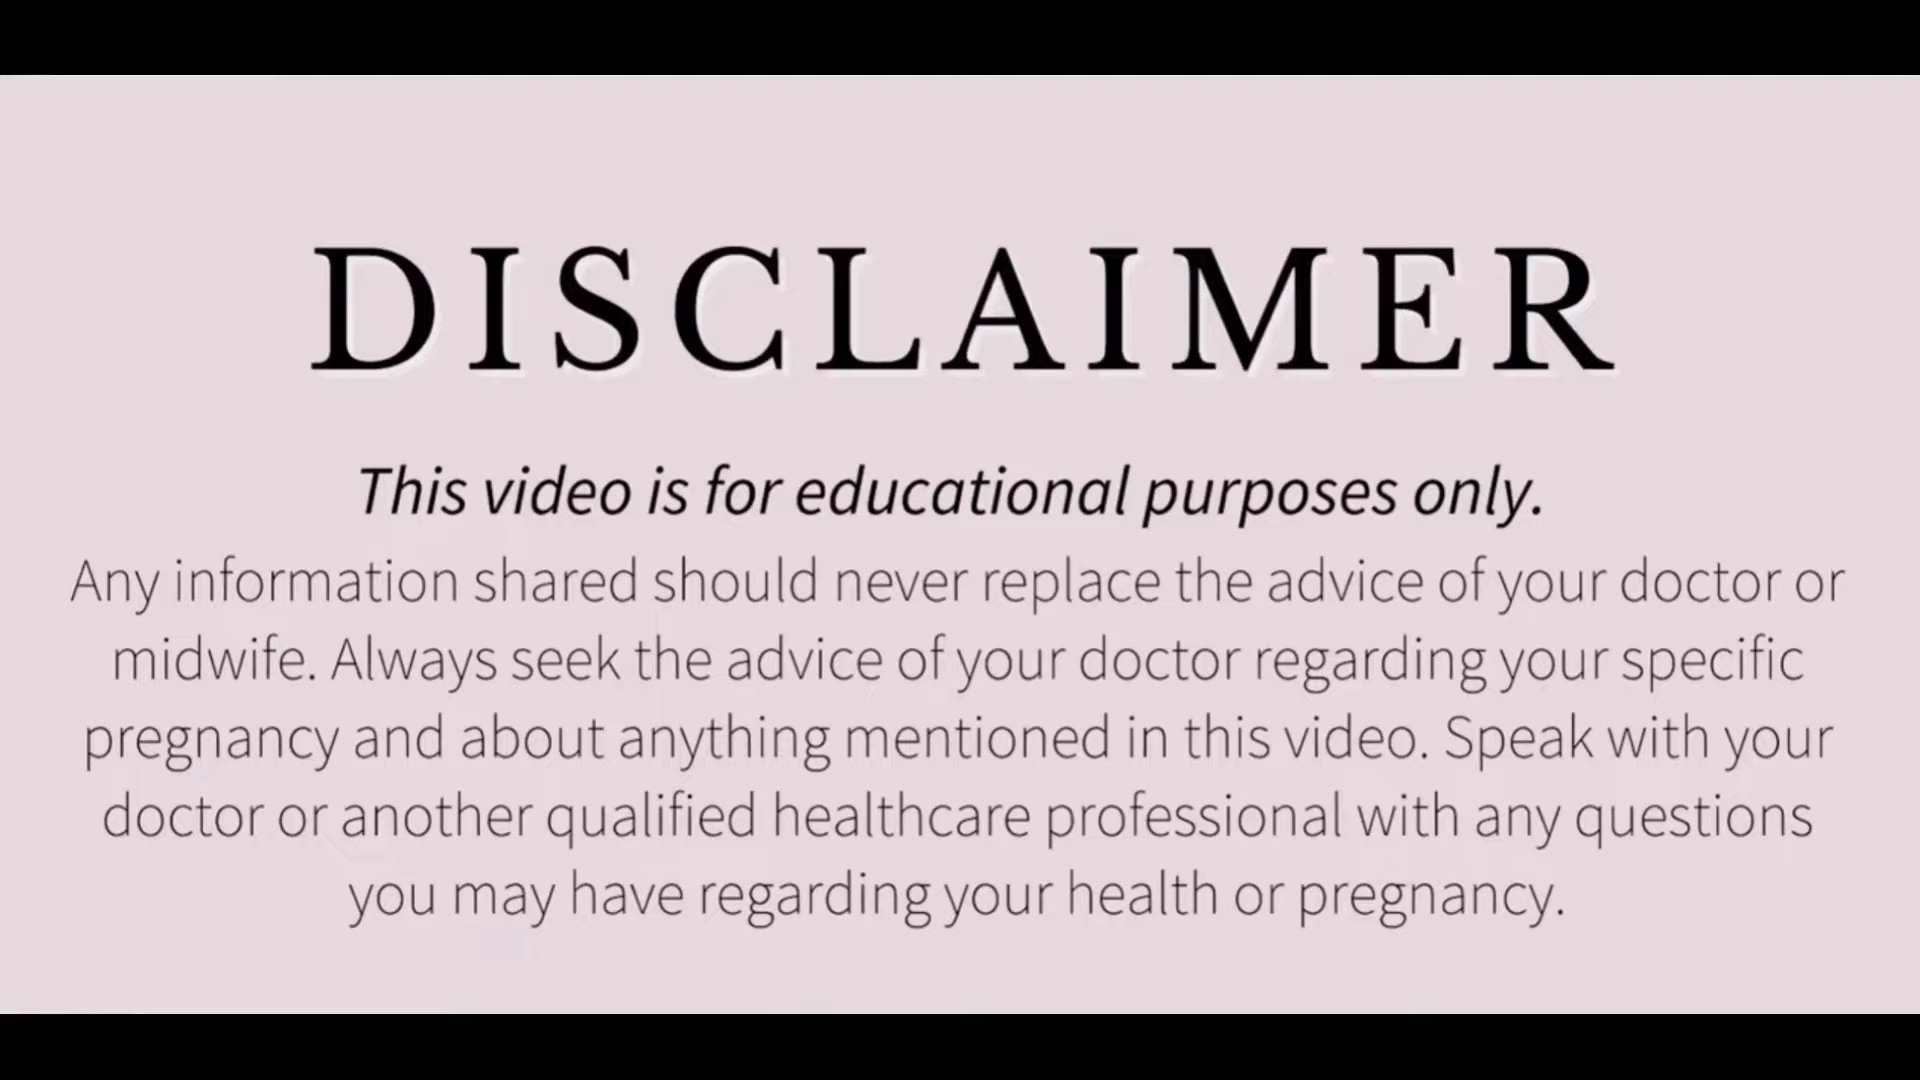 DISCLAIMER
This video is for educational purposes only.
Any information shared should never replace the advice of your doctor or
midwife. Always seek the advice of your doctor regarding your specific
pregnancy and about anything mentioned in this video. Speak with your
doctor or another qualified healthcare professional with any questions
you may have regarding your health or pregnancy.